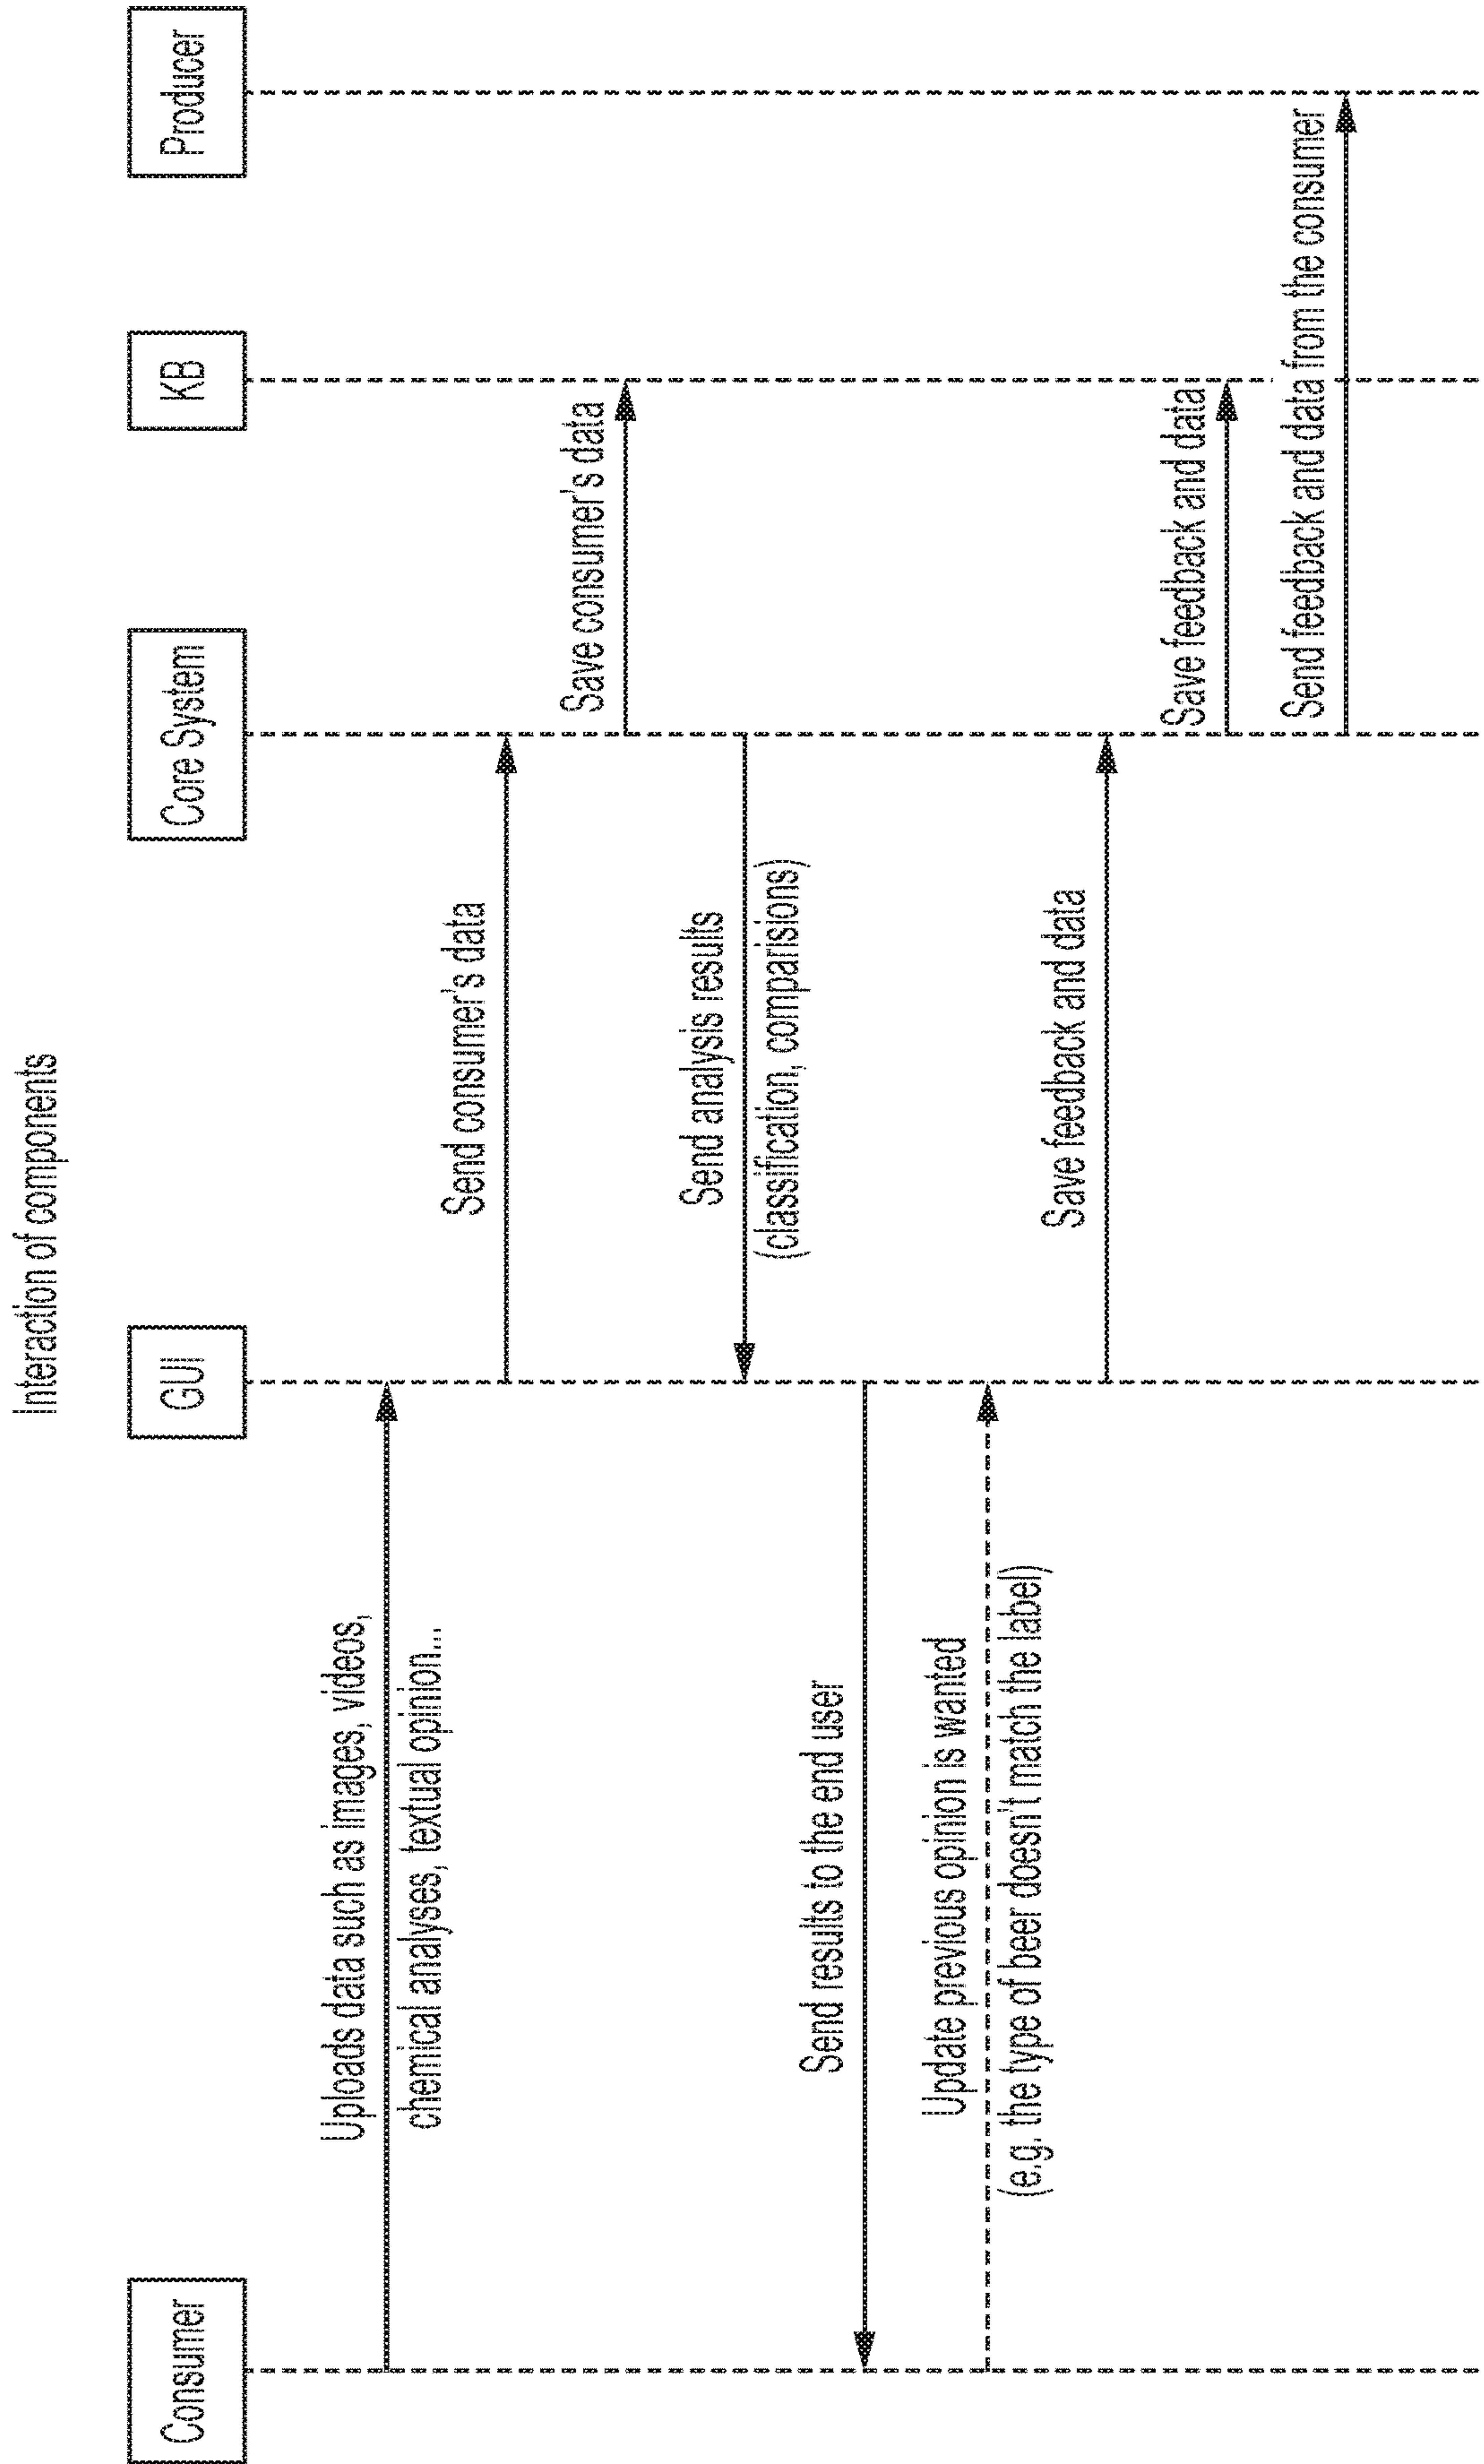 Interaction of components
Consumer
GUI
Core System
KB
Producer
Uploads data such as images, videos,
chemical analyses, textual opinion...
Send consumer's data
Save consumer's data
Send analysis results
(classification, comparisions)
Send results to the end user
Update previous opinion is wanted
(e.g. the type of beer doesn't match the label)
Save feedback and data
Save feedback and data
Send feedback and data from the consumer